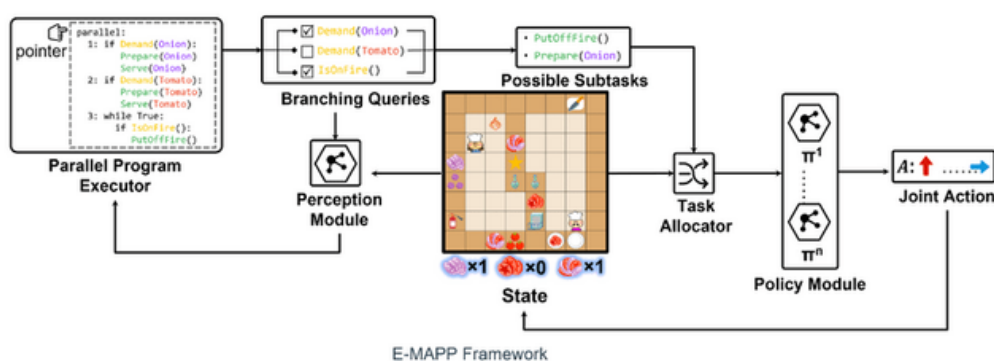 pointer
parallel:
1: if Demand(Onion):
Prepare(Onion)
Serve(Onion)
2: if Demand(Tomato):
Prepare(Tomato)
Serve(Tomato)
3: while True:
if IsOnFire():
PutOffFire()
Parallel Program
Executor
Demand(Onion)
Demand(Tomato)
IsOnFire()
Branching Queries
Perception
Module
• PutOffFire()
• Prepare(Onion)
Possible Subtasks
×1 ×0 ×1
State
Task
Allocator
π¹
π
n
Policy Module
A: ......
Joint Action
E-MAPP Framework